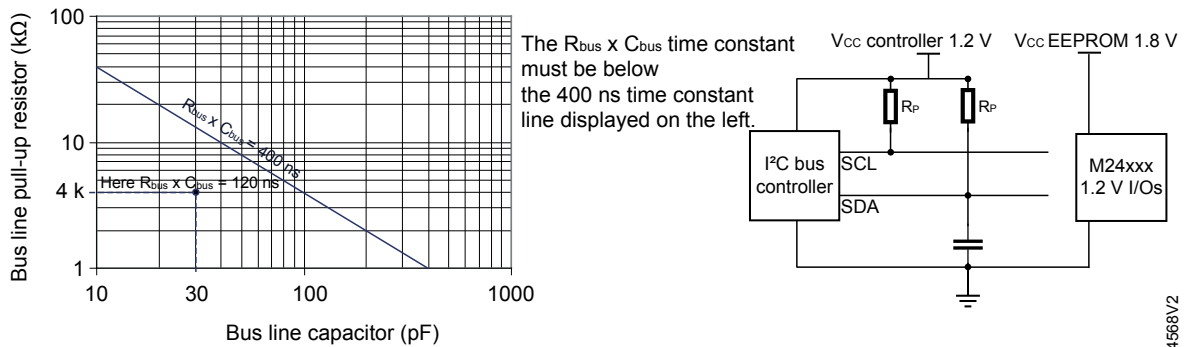 Bus line pull-up resistor (kΩ)
100
10
4 k
1
Rbus x Cbus = 400 ns
Here Rbus x Cbus = 120 ns
10
30
100
1000
Bus line capacitor (pF)
The Rbus x Cbus time constant
must be below
the 400 ns time constant
line displayed on the left.
VCC controller 1.2 V
VCC EEPROM 1.8 V
RP
RP
I²C bus
controller
SCL
SDA
M24xxx
1.2 V I/Os